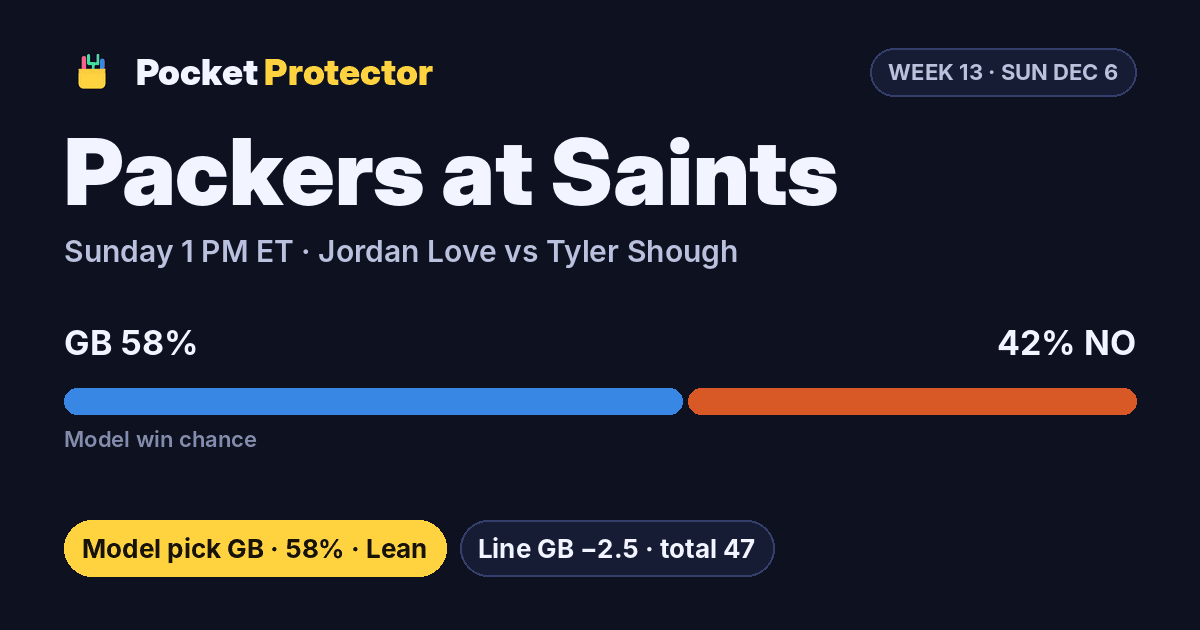 Pocket Protector
WEEK 13 · SUN DEC 6
Packers at Saints
Sunday 1 PM ET · Jordan Love vs Tyler Shough
GB 58%
42% NO
Model win chance
Model pick GB · 58% · Lean
Line GB −2.5 · total 47